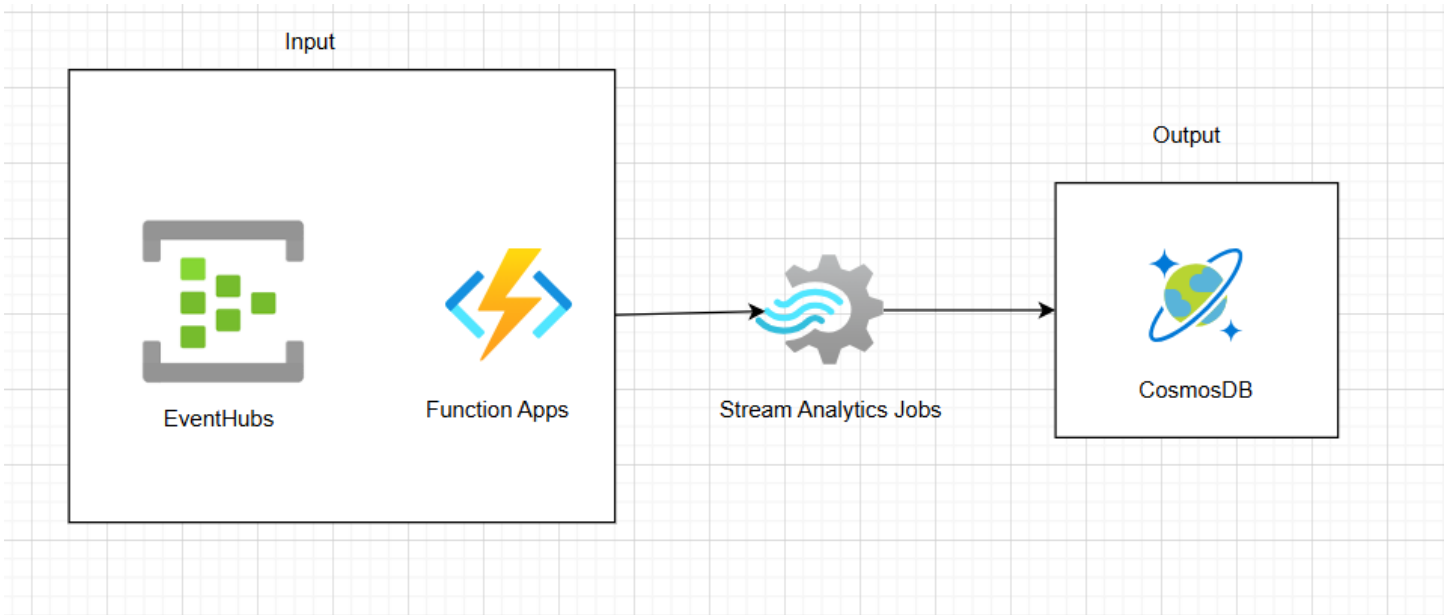 Input
Output
EventHubs
Function Apps
Stream Analytics Jobs
CosmosDB